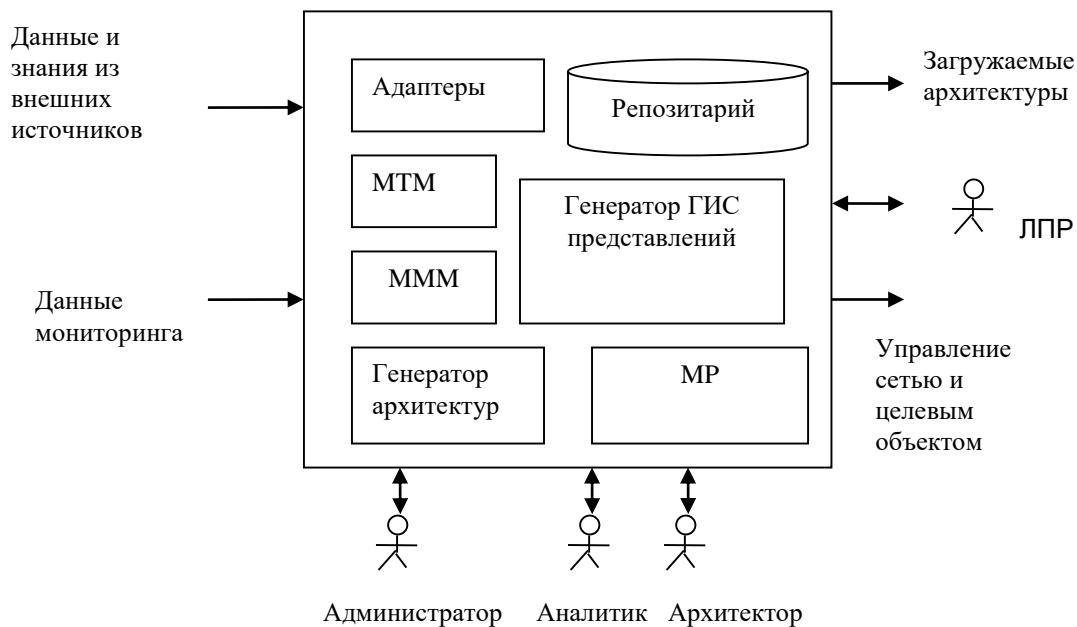 Данные и
знания из
внешних
источников
Данные
мониторинга
Адаптеры
Репозитарий
МТМ
Генератор ГИС
представлений
МММ
Генератор
архитектур
МР
Загружаемые
архитектуры
ЛПР
Управление
сетью и
целевым
объектом
Администратор
Аналитик
Архитектор